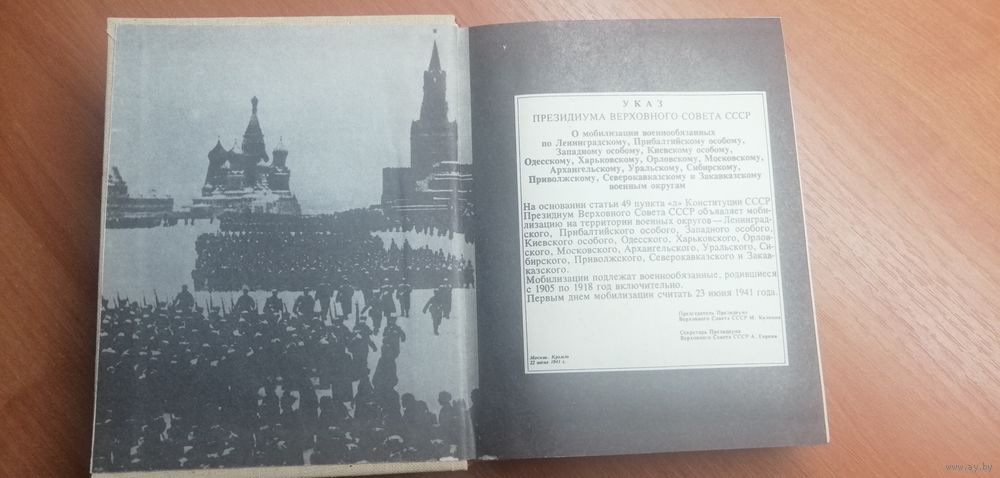 УКАЗ
ПРЕЗИДИУМА ВЕРХОВНОГО СОВЕТА СССР
О мобилизации военнообязанных
по Ленинградскому, Прибалтийскому особому,
Западному особому, Киевскому особому,
Одесскому, Харьковскому, Орловскому, Московскому,
Архангельскому, Уральскому, Сибирскому,
Приволжскому, Северокавказскому и Закавказскому
военным округам
На основании статьи 49 пункта «л» Конституции СССР
Президиум Верховного Совета СССР объявляет моби-
лизацию на территории военных округов — Ленинград-
ского, Прибалтийского особого, Западного особого,
Киевского особого, Одесского, Харьковского, Орлов-
ского, Московского, Архангельского, Уральского, Си-
бирского, Приволжского, Северокавказского и Закав-
казского.
Мобилизации подлежат военнообязанные, родившиеся
с 1905 по 1918 год включительно.
Первым днем мобилизации считать 23 июня 1941 года.
Председатель Президиума
Верховного Совета СССР М. Калинин
Секретарь Президиума
Верховного Совета СССР А. Горкин
Москва. Кремль
22 июня 1941 г.
www.ay.by